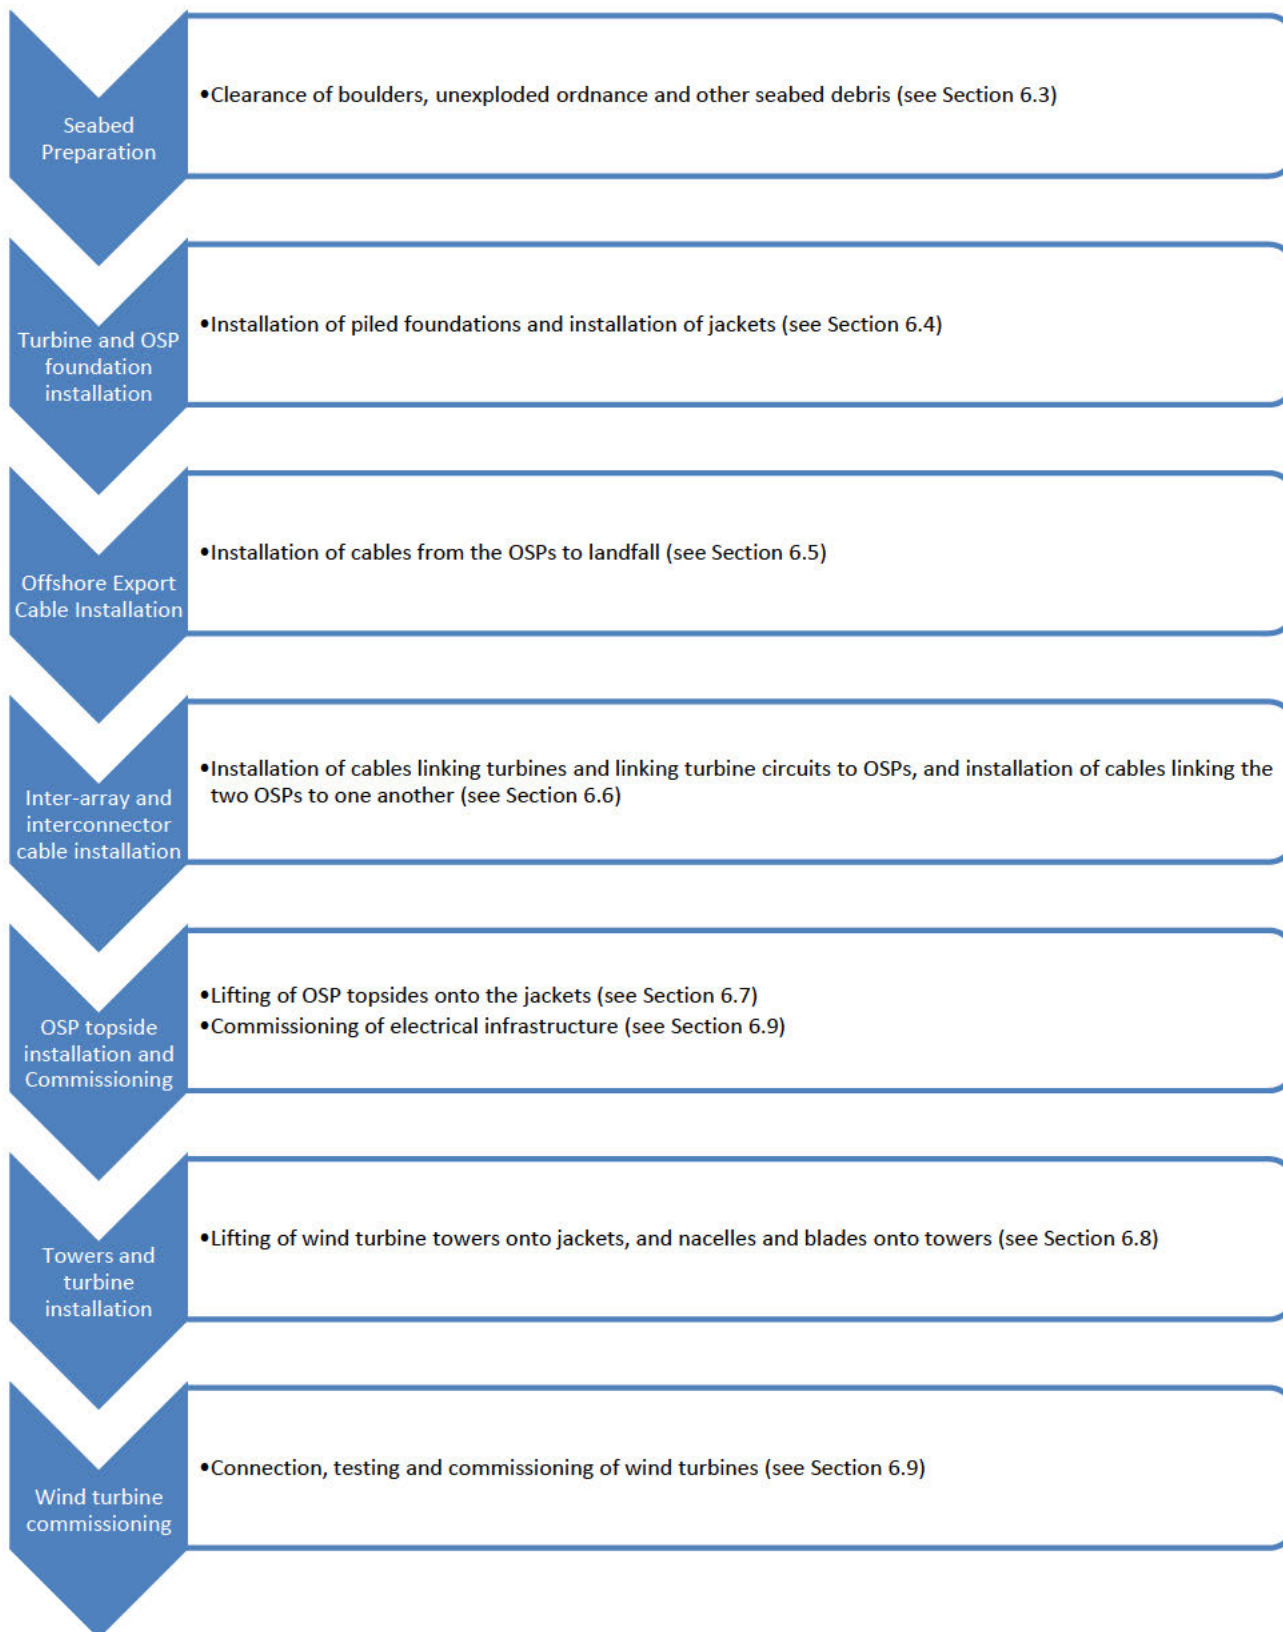 Seabed
Preparation
•Clearance of boulders, unexploded ordnance and other seabed debris (see Section 6.3)
Turbine and OSP
foundation
installation
•Installation of piled foundations and installation of jackets (see Section 6.4)
Offshore Export
Cable Installation
•Installation of cables from the OSPs to landfall (see Section 6.5)
Inter-array and
interconnector
cable installation
•Installation of cables linking turbines and linking turbine circuits to OSPs, and installation of cables linking the
two OSPs to one another (see Section 6.6)
OSP topside
installation and
Commissioning
•Lifting of OSP topsides onto the jackets (see Section 6.7)
•Commissioning of electrical infrastructure (see Section 6.9)
Towers and
turbine
installation
•Lifting of wind turbine towers onto jackets, and nacelles and blades onto towers (see Section 6.8)
Wind turbine
commissioning
•Connection, testing and commissioning of wind turbines (see Section 6.9)